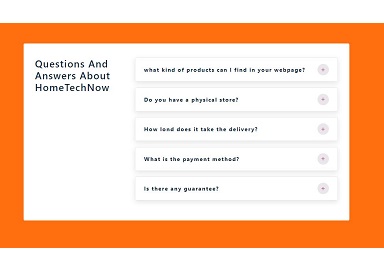 Questions And
Answers About
HomeTechNow
what kind of products can I find in your webpage?
Do you have a physical store?
How lond does it take the delivery?
What is the payment method?
Is there any guarantee?